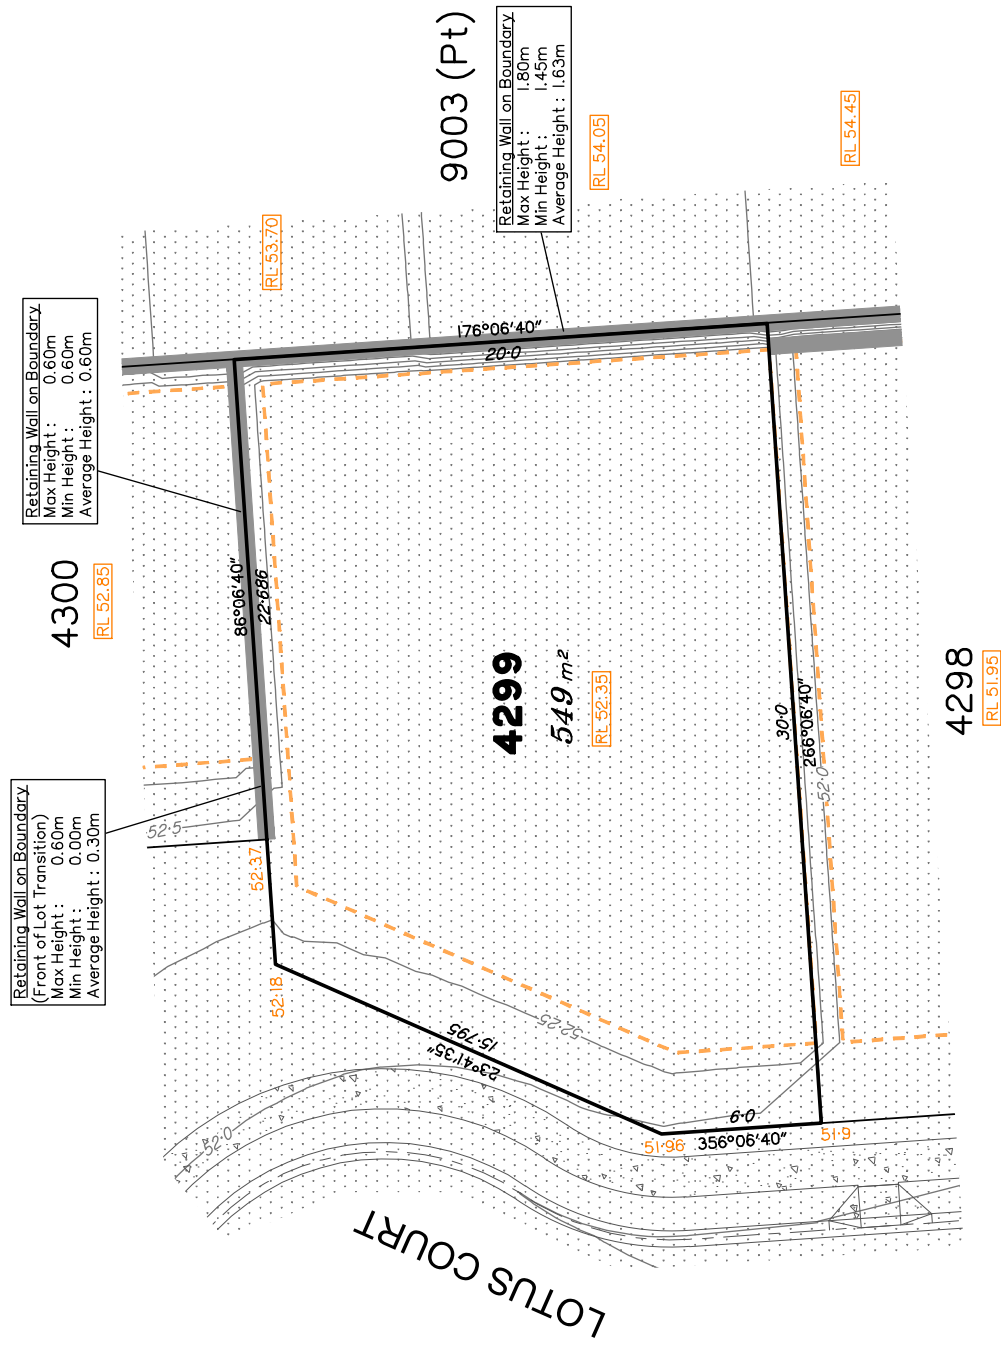 9003 (Pt)
Retaining Wall on Boundary
Max Height : 1.80m
Min Height : 1.45m
Average Height : 1.63m
RL 54.05
RL 54.45
RL 53.70
Retaining Wall on Boundary
Max Height : 0.60m
Min Height : 0.60m
Average Height : 0.60m
176°06'40"
20·0
4300
RL 52.85
86°06'40"
22·686
4299
549 m²
RL 52.35
30·0
266°06'40"
52·0
4298
RL 51.95
Retaining Wall on Boundary
(Front of Lot Transition)
Max Height : 0.60m
Min Height : 0.00m
Average Height : 0.30m
52·5
52·37
52·18
52·25
15·795
23°41'35"
52·0
6·0
356°06'40"
51·96
51·9
LOTUS COURT